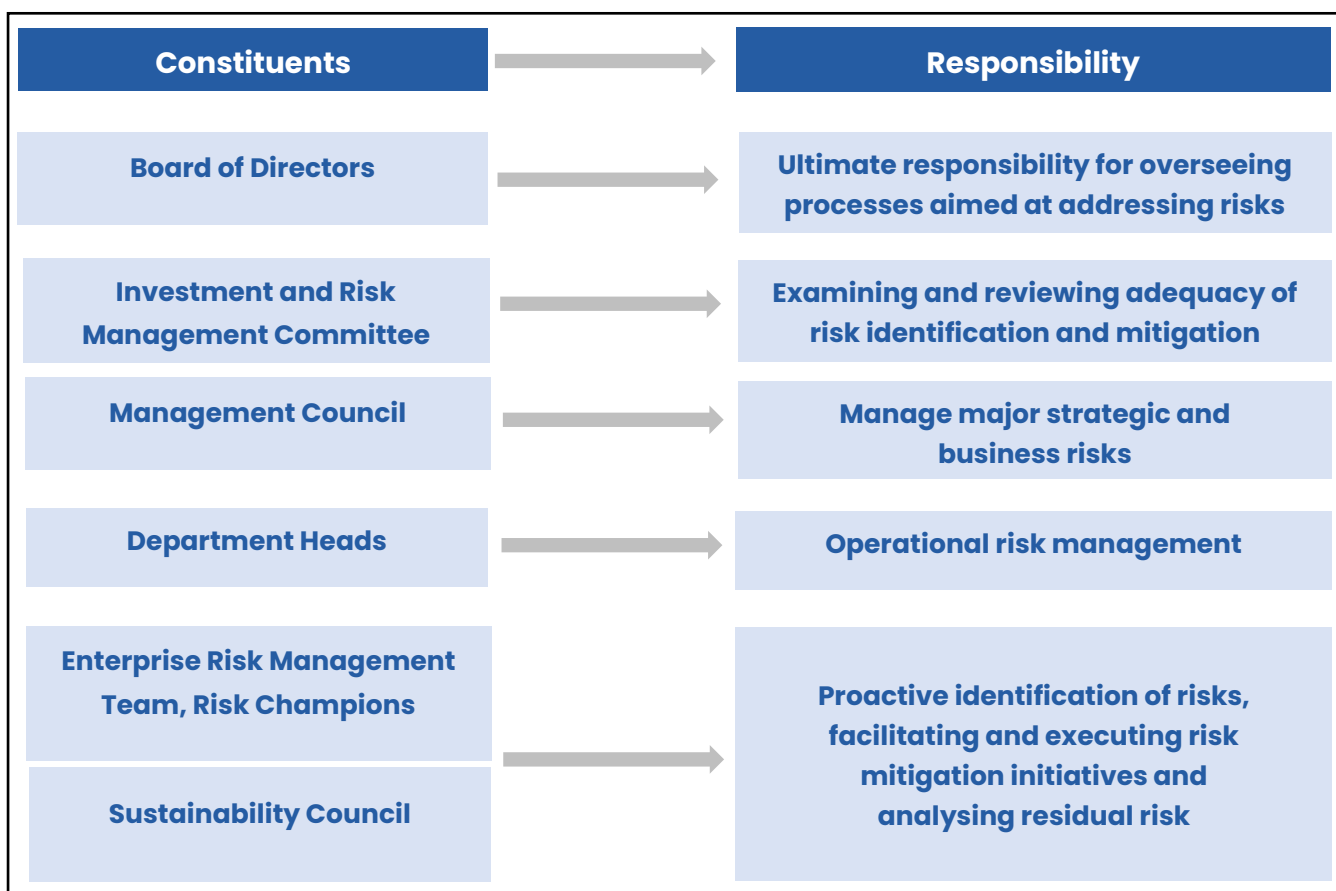 Constituents
Responsibility
Board of Directors
Ultimate responsibility for overseeing
processes aimed at addressing risks
Investment and Risk
Management Committee
Examining and reviewing adequacy of
risk identification and mitigation
Management Council
Manage major strategic and
business risks
Department Heads
Operational risk management
Enterprise Risk Management
Team, Risk Champions
Sustainability Council
Proactive identification of risks,
facilitating and executing risk
mitigation initiatives and
analysing residual risk